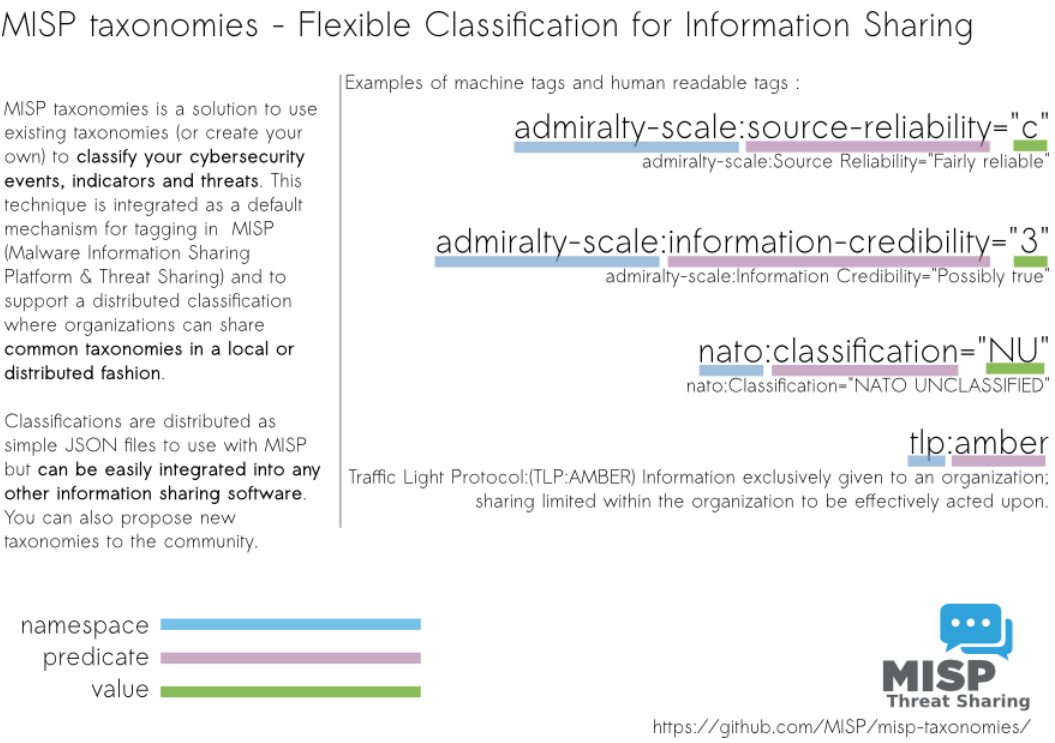 MISP taxonomies - Flexible Classification for Information Sharing
MISP taxonomies is a solution to use
existing taxonomies (or create your
own) to classify your cybersecurity
events, indicators and threats. This
technique is integrated as a default
mechanism for tagging in MISP
(Malware Information Sharing
Platform & Threat Sharing) and to
support a distributed classification
where organizations can share
common taxonomies in a local or
distributed fashion.
Classifications are distributed as
simple JSON files to use with MISP
but can be easily integrated into any
other information sharing software.
You can also propose new
taxonomies to the community.
Examples of machine tags and human readable tags :
admiralty-scale:source-reliability="c"
admiralty-scale:Source Reliability="Fairly reliable"
admiralty-scale:information-credibility="3"
admiralty-scale:Information Credibility="Possibly true"
nato:classification="NU"
nato:Classification="NATO UNCLASSIFIED"
tlp:amber
Traffic Light Protocol:(TLP:AMBER) Information exclusively given to an organization;
sharing limited within the organization to be effectively acted upon.
namespace
predicate
value
MISP
Threat Sharing
https://github.com/MISP/misp-taxonomies/